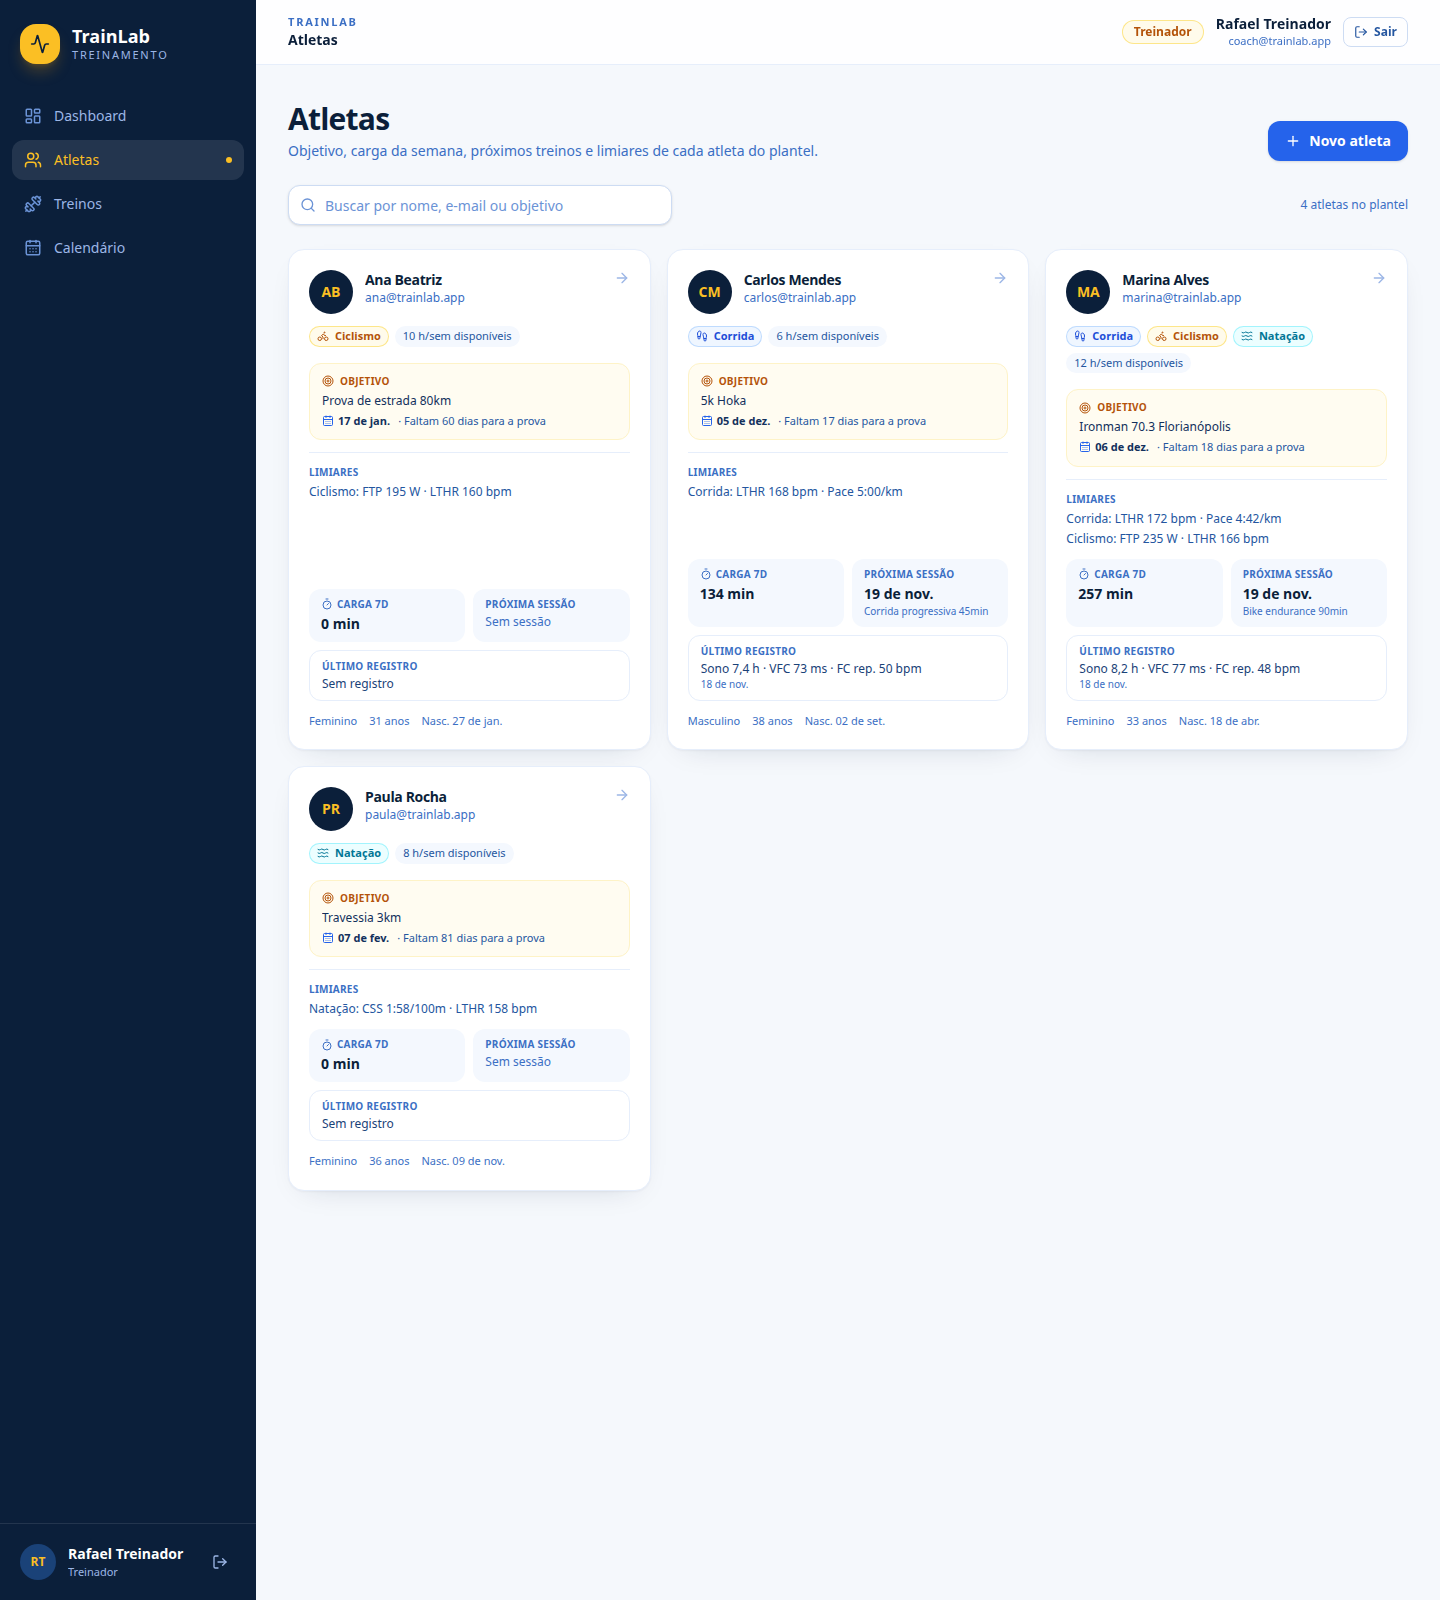 TrainLab
TREINAMENTO
Dashboard
Atletas
Treinos
Calendário
RT
Rafael Treinador
Treinador
TRAINLAB
Atletas
Treinador
Rafael Treinador
coach@trainlab.app
Sair
Atletas
Objetivo, carga da semana, próximos treinos e limiares de cada atleta do plantel.
Novo atleta
Buscar por nome, e-mail ou objetivo
4 atletas no plantel
AB
Ana Beatriz
ana@trainlab.app
Ciclismo
10 h/sem disponíveis
OBJETIVO
Prova de estrada 80km
17 de jan. · Faltam 60 dias para a prova
LIMIARES
Ciclismo: FTP 195 W · LTHR 160 bpm
CARGA 7D
0 min
PRÓXIMA SESSÃO
Sem sessão
ÚLTIMO REGISTRO
Sem registro
Feminino 31 anos Nasc. 27 de jan.
CM
Carlos Mendes
carlos@trainlab.app
Corrida
6 h/sem disponíveis
OBJETIVO
5k Hoka
05 de dez. · Faltam 17 dias para a prova
LIMIARES
Corrida: LTHR 168 bpm · Pace 5:00/km
CARGA 7D
134 min
PRÓXIMA SESSÃO
19 de nov.
Corrida progressiva 45min
ÚLTIMO REGISTRO
Sono 7,4 h · VFC 73 ms · FC rep. 50 bpm
18 de nov.
Masculino 38 anos Nasc. 02 de set.
MA
Marina Alves
marina@trainlab.app
Corrida
Ciclismo
Natação
12 h/sem disponíveis
OBJETIVO
Ironman 70.3 Florianópolis
06 de dez. · Faltam 18 dias para a prova
LIMIARES
Corrida: LTHR 172 bpm · Pace 4:42/km
Ciclismo: FTP 235 W · LTHR 166 bpm
CARGA 7D
257 min
PRÓXIMA SESSÃO
19 de nov.
Bike endurance 90min
ÚLTIMO REGISTRO
Sono 8,2 h · VFC 77 ms · FC rep. 48 bpm
18 de nov.
Feminino 33 anos Nasc. 18 de abr.
PR
Paula Rocha
paula@trainlab.app
Natação
8 h/sem disponíveis
OBJETIVO
Travessia 3km
07 de fev. · Faltam 81 dias para a prova
LIMIARES
Natação: CSS 1:58/100m · LTHR 158 bpm
CARGA 7D
0 min
PRÓXIMA SESSÃO
Sem sessão
ÚLTIMO REGISTRO
Sem registro
Feminino 36 anos Nasc. 09 de nov.